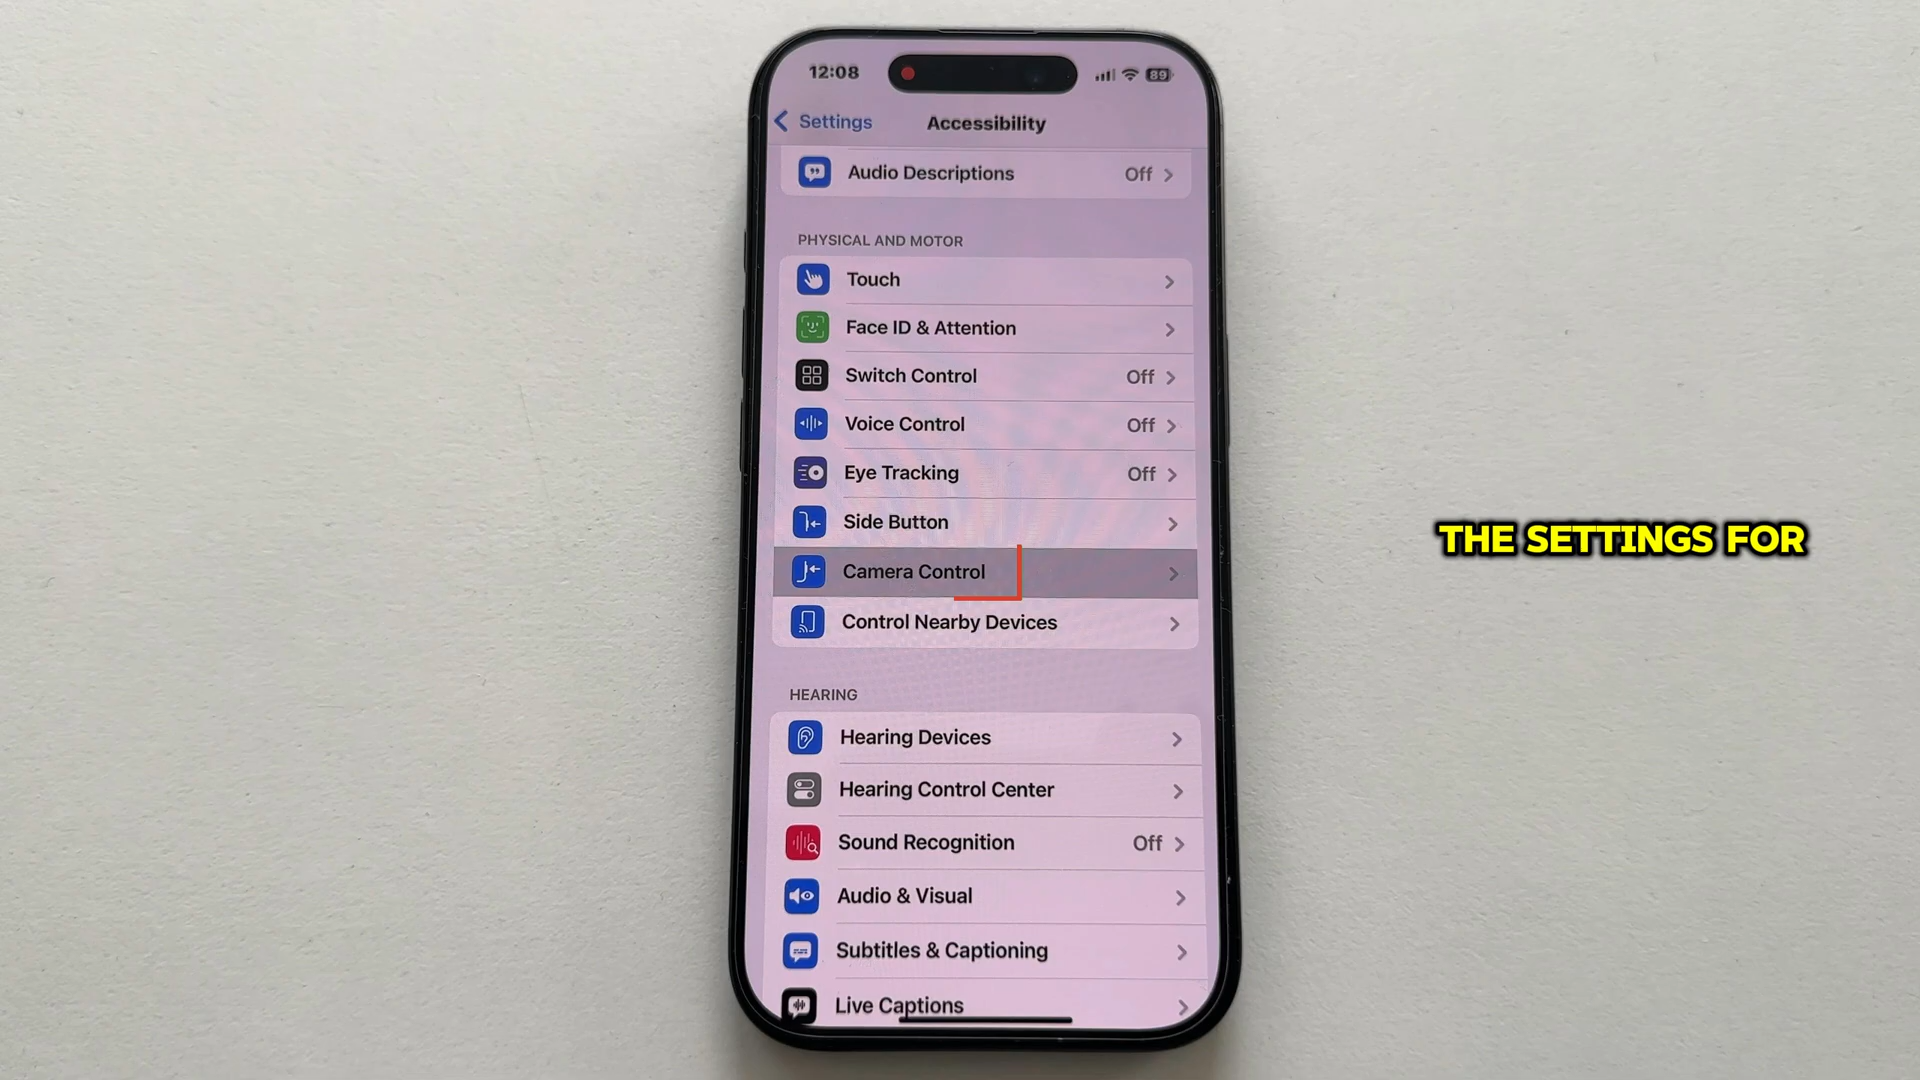 12:08
89
Settings
Accessibility
Audio Descriptions Off
PHYSICAL AND MOTOR
Touch
Face ID & Attention
Switch Control Off
Voice Control Off
Eye Tracking Off
Side Button
Camera Control
Control Nearby Devices
THE SETTINGS FOR
HEARING
Hearing Devices
Hearing Control Center
Sound Recognition Off
Audio & Visual
Subtitles & Captioning
Live Captions